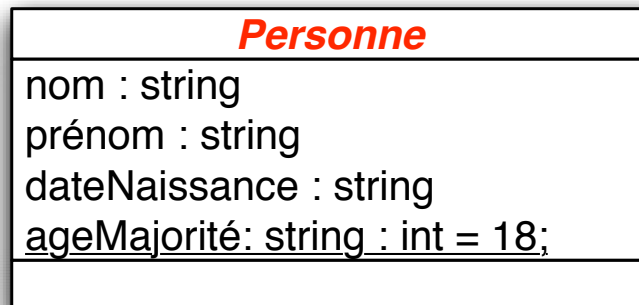 Personne
nom : string
prénom : string
dateNaissance : string
ageMajorité: string : int = 18;